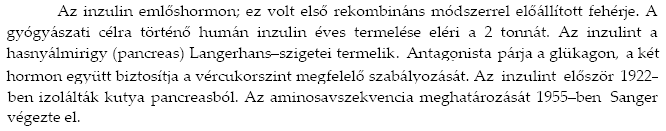 Az inzulin emlőshormon; ez volt első rekombináns módszerrel előállított fehérje. A
gyógyászati célra történő humán inzulin éves termelése eléri a 2 tonnát. Az inzulint a
hasnyálmirigy (pancreas) Langerhans–szigetei termelik. Antagonista párja a glükagon, a két
hormon együtt biztosítja a vércukorszint megfelelő szabályozását. Az inzulint először 1922–
ben izolálták kutya pancreasból. Az aminosavszekvencia meghatározását 1955–ben Sanger
végezte el.